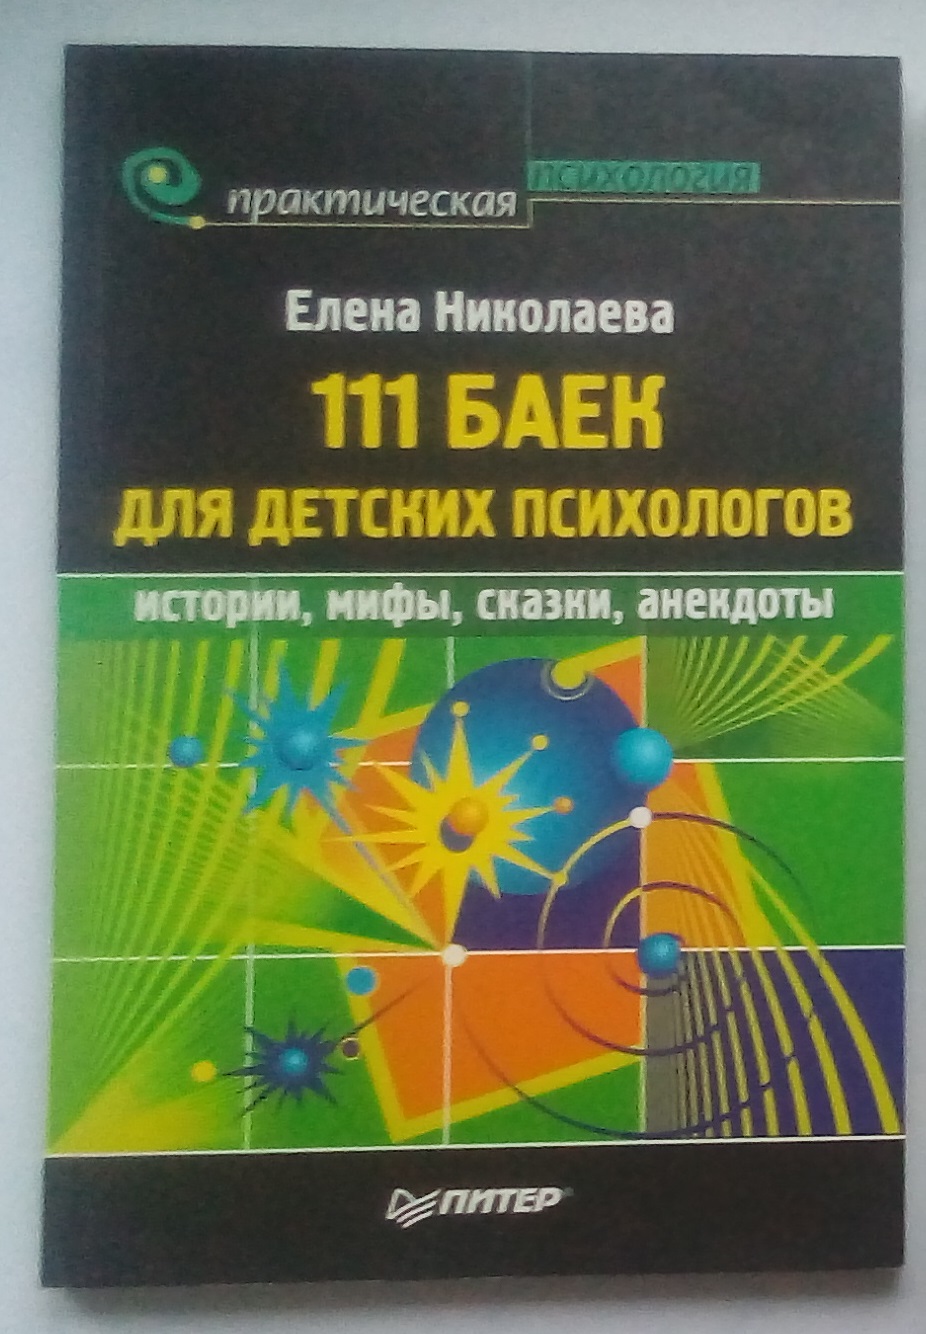 практическая психология
Елена Николаева
111 БАЕК
ДЛЯ ДЕТСКИХ ПСИХОЛОГОВ
истории, мифы, сказки, анекдоты
ПИТЕР®